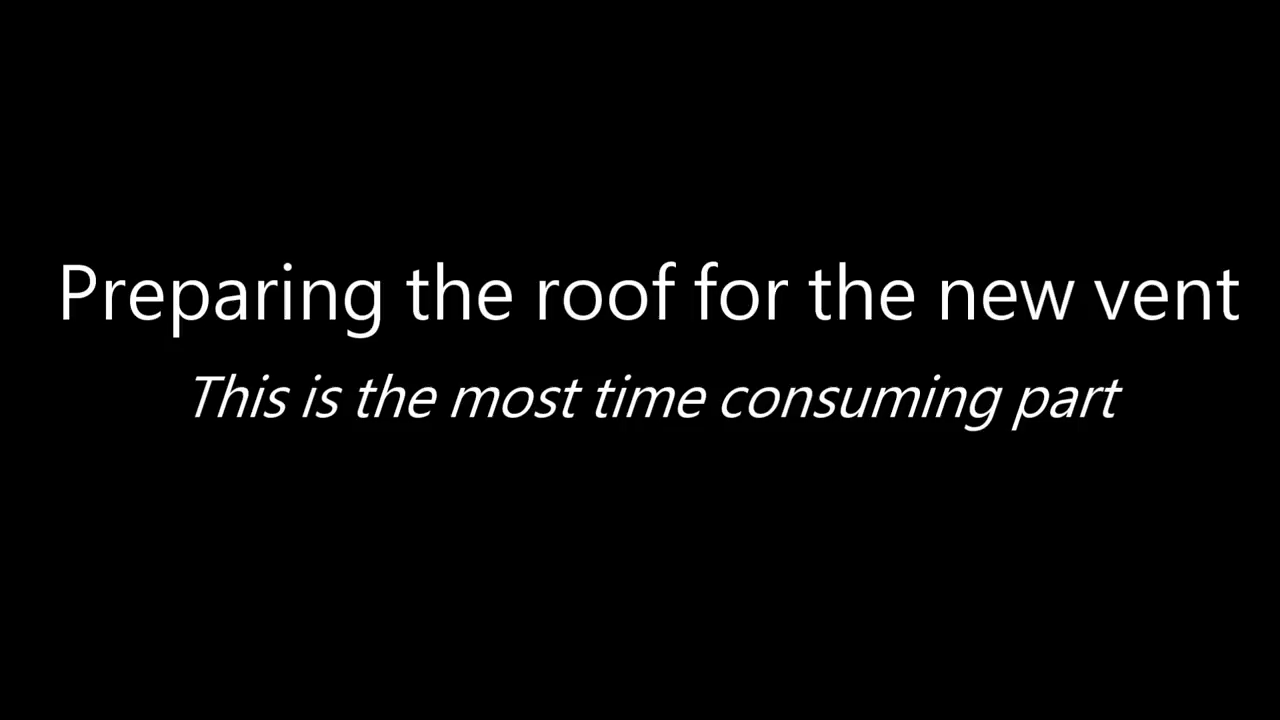 Preparing the roof for the new vent
This is the most time consuming part